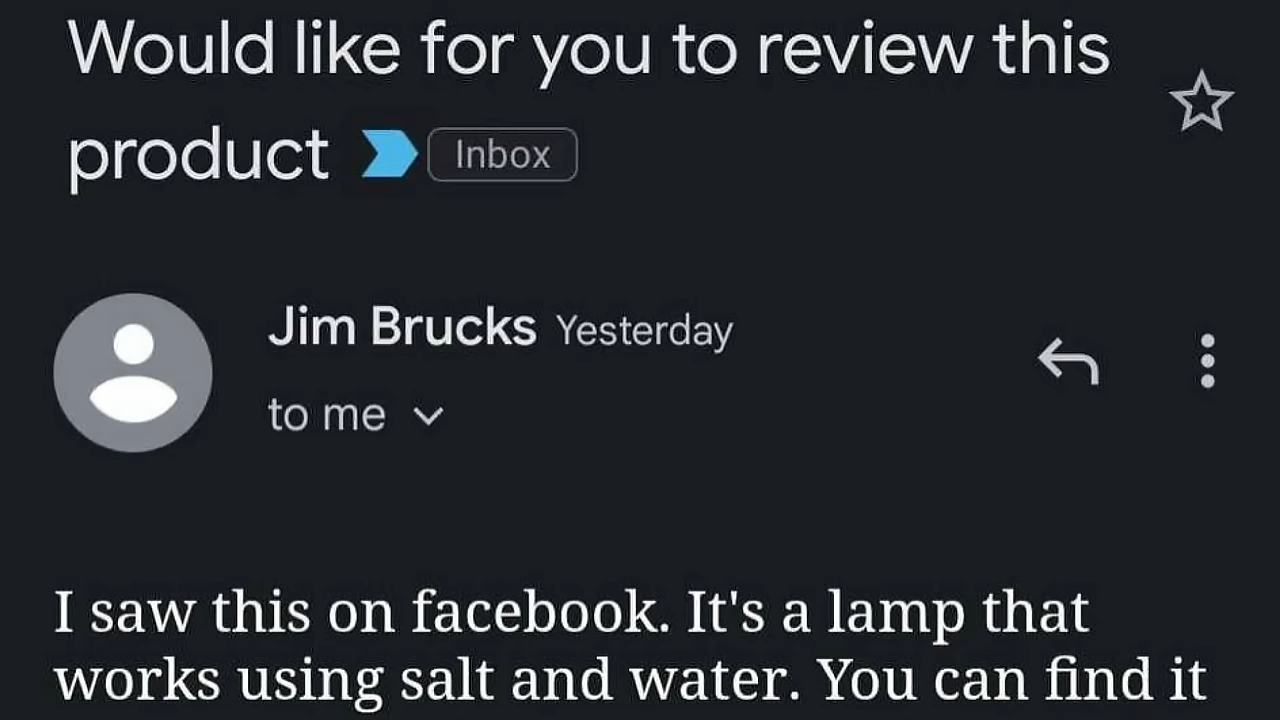 Would like for you to review this
product Inbox
Jim Brucks Yesterday
to me
I saw this on facebook. It's a lamp that
works using salt and water. You can find it